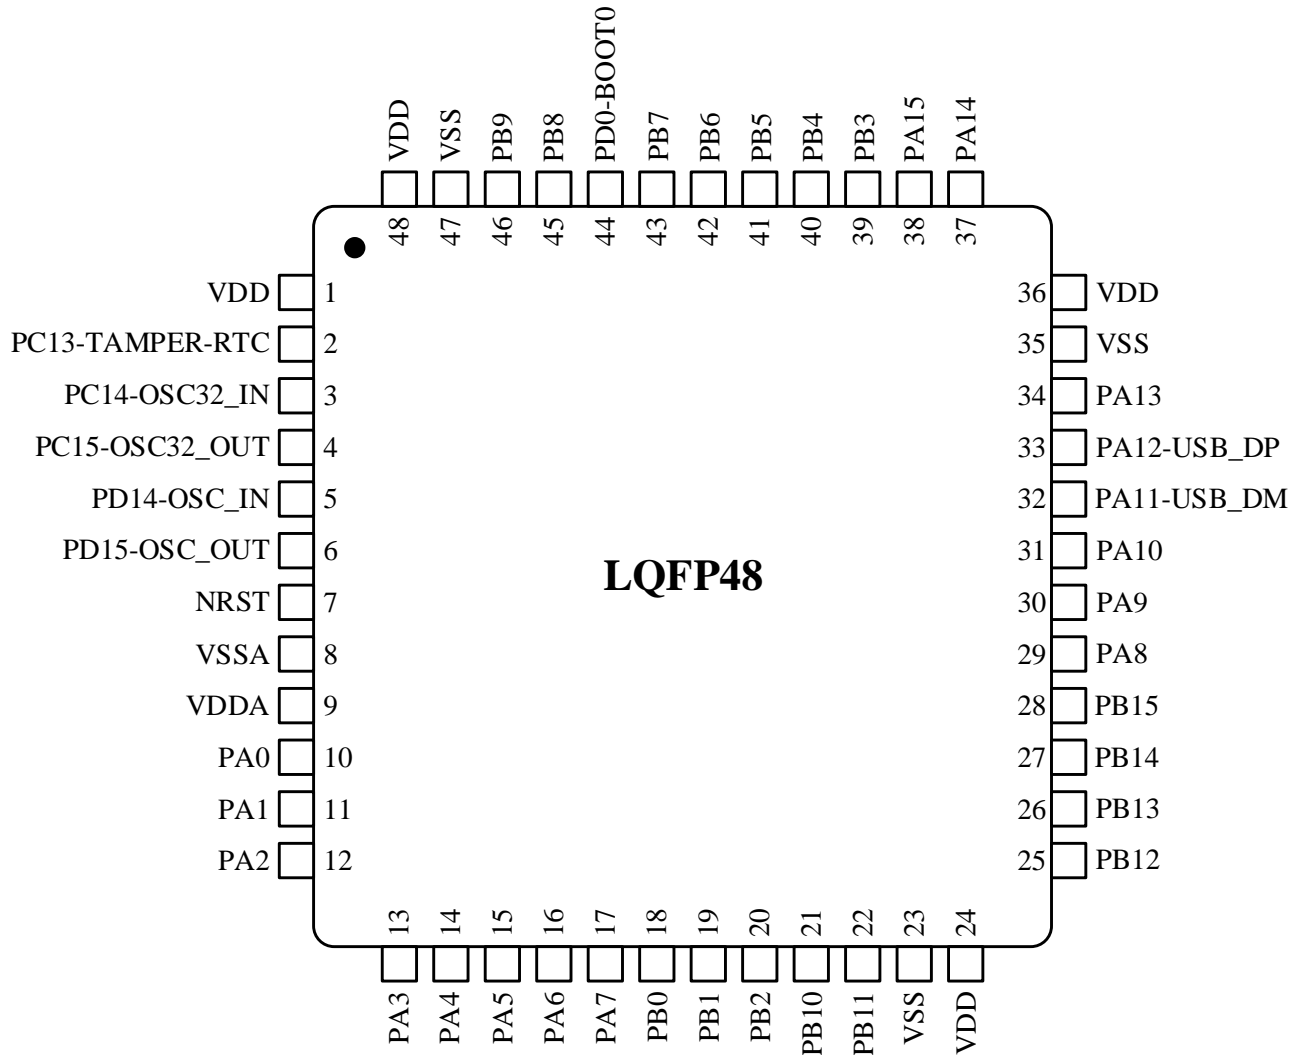 VDD
VSS
PB9
PB8
PD0-BOOT0
PB7
PB6
PB5
PB4
PB3
PA15
PA14
48
47
46
45
44
43
42
41
40
39
38
37
VDD 1
PC13-TAMPER-RTC 2
PC14-OSC32_IN 3
PC15-OSC32_OUT 4
PD14-OSC_IN 5
PD15-OSC_OUT 6
NRST 7
VSSA 8
VDDA 9
PA0 10
PA1 11
PA2 12
LQFP48
36 VDD
35 VSS
34 PA13
33 PA12-USB_DP
32 PA11-USB_DM
31 PA10
30 PA9
29 PA8
28 PB15
27 PB14
26 PB13
25 PB12
13
14
15
16
17
18
19
20
21
22
23
24
PA3
PA4
PA5
PA6
PA7
PB0
PB1
PB2
PB10
PB11
VSS
VDD